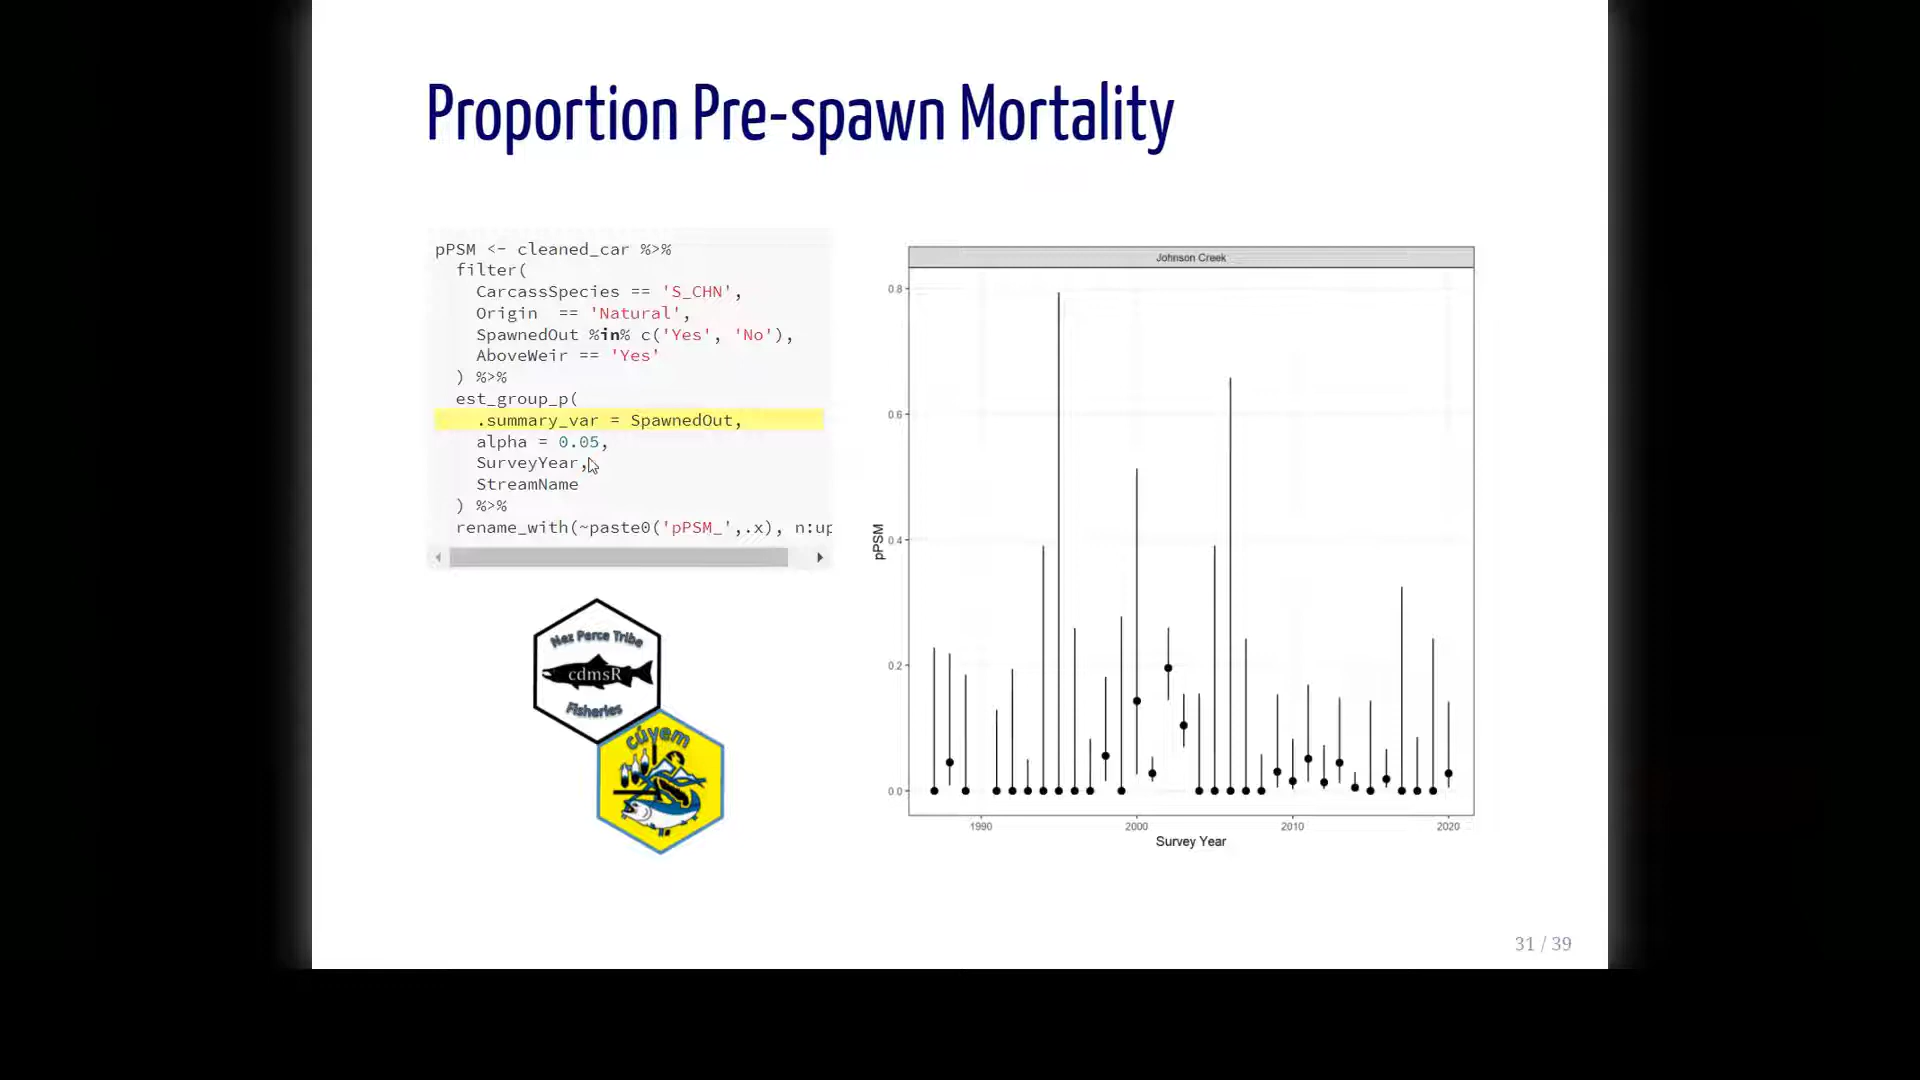 Proportion Pre-spawn Mortality
pPSM <- cleaned_car %>%
filter(
CarcassSpecies == 'S_CHN',
Origin  == 'Natural',
SpawnedOut %in% c('Yes', 'No'),
AboveWeir == 'Yes'
) %>%
est_group_p(
.summary_var = SpawnedOut,
alpha = 0.05,
SurveyYear,
StreamName
) %>%
rename_with(~paste0('pPSM_',.x), n:up
Nez Perce Tribe
cdmsR
Fisheries
cúyem
Johnson Creek
0.8
0.6
0.4
0.2
0.0
pPSM
1990
2000
2010
2020
Survey Year
31 / 39